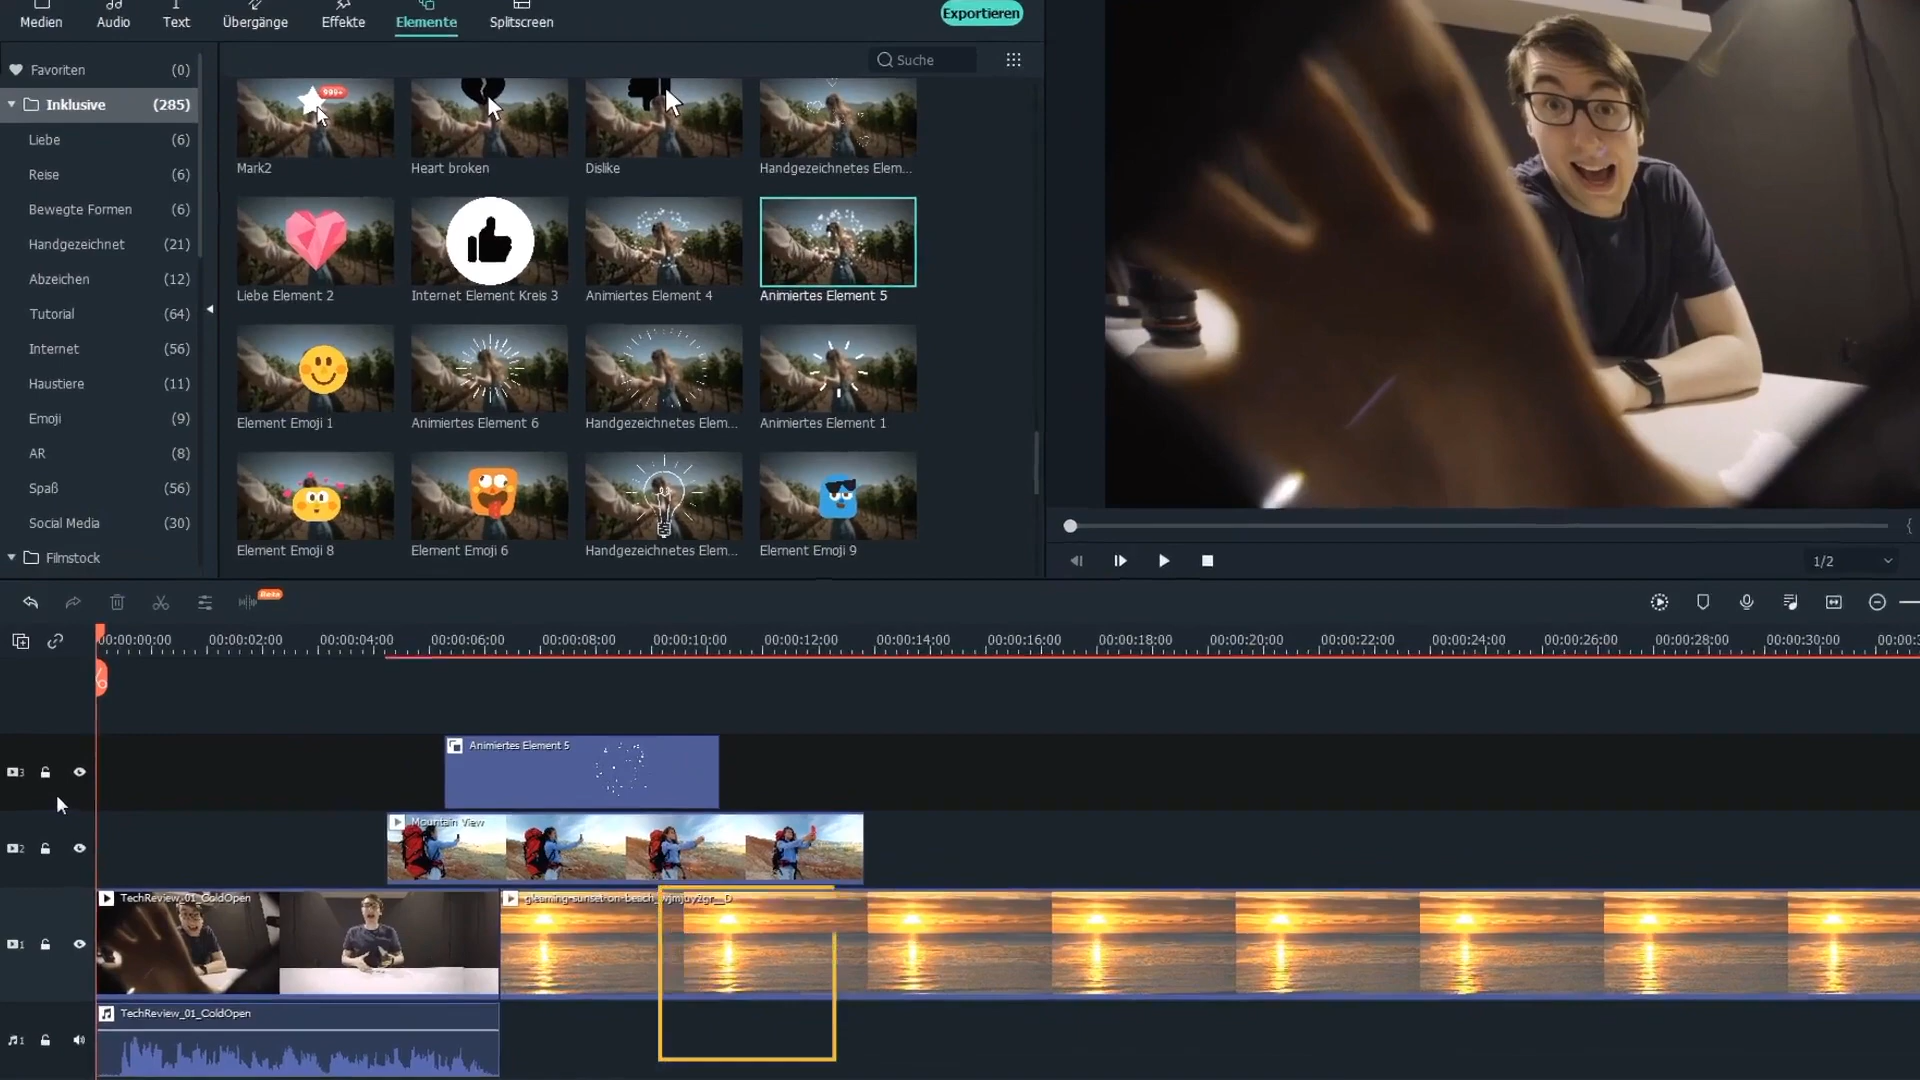 Medien Audio Text Übergänge Effekte Elemente Splitscreen
Exportieren
Suche
Favoriten (0)
Inklusive (285)
Liebe (6)
Reise (6)
Bewegte Formen (6)
Handgezeichnet (21)
Abzeichen (12)
Tutorial (64)
Internet (56)
Haustiere (11)
Emoji (9)
AR (8)
Spaß (56)
Social Media (30)
Filmstock
999+
Mark2 Heart broken Dislike Handgezeichnetes Elem...
Liebe Element 2 Internet Element Kreis 3 Animiertes Element 4 Animiertes Element 5
Element Emoji 1 Animiertes Element 6 Handgezeichnetes Elem... Animiertes Element 1
Element Emoji 8 Element Emoji 6 Handgezeichnetes Elem... Element Emoji 9
1/2
Beta
00:00:00:00 00:00:02:00 00:00:04:00 00:00:06:00 00:00:08:00 00:00:10:00 00:00:12:00 00:00:14:00 00:00:16:00 00:00:18:00 00:00:20:00 00:00:22:00 00:00:24:00 00:00:26:00 00:00:28:00 00:00:30:00
3
Animiertes Element 5
2
Mountain View
1
TechReview_01_ColdOpen
1
TechReview_01_ColdOpen